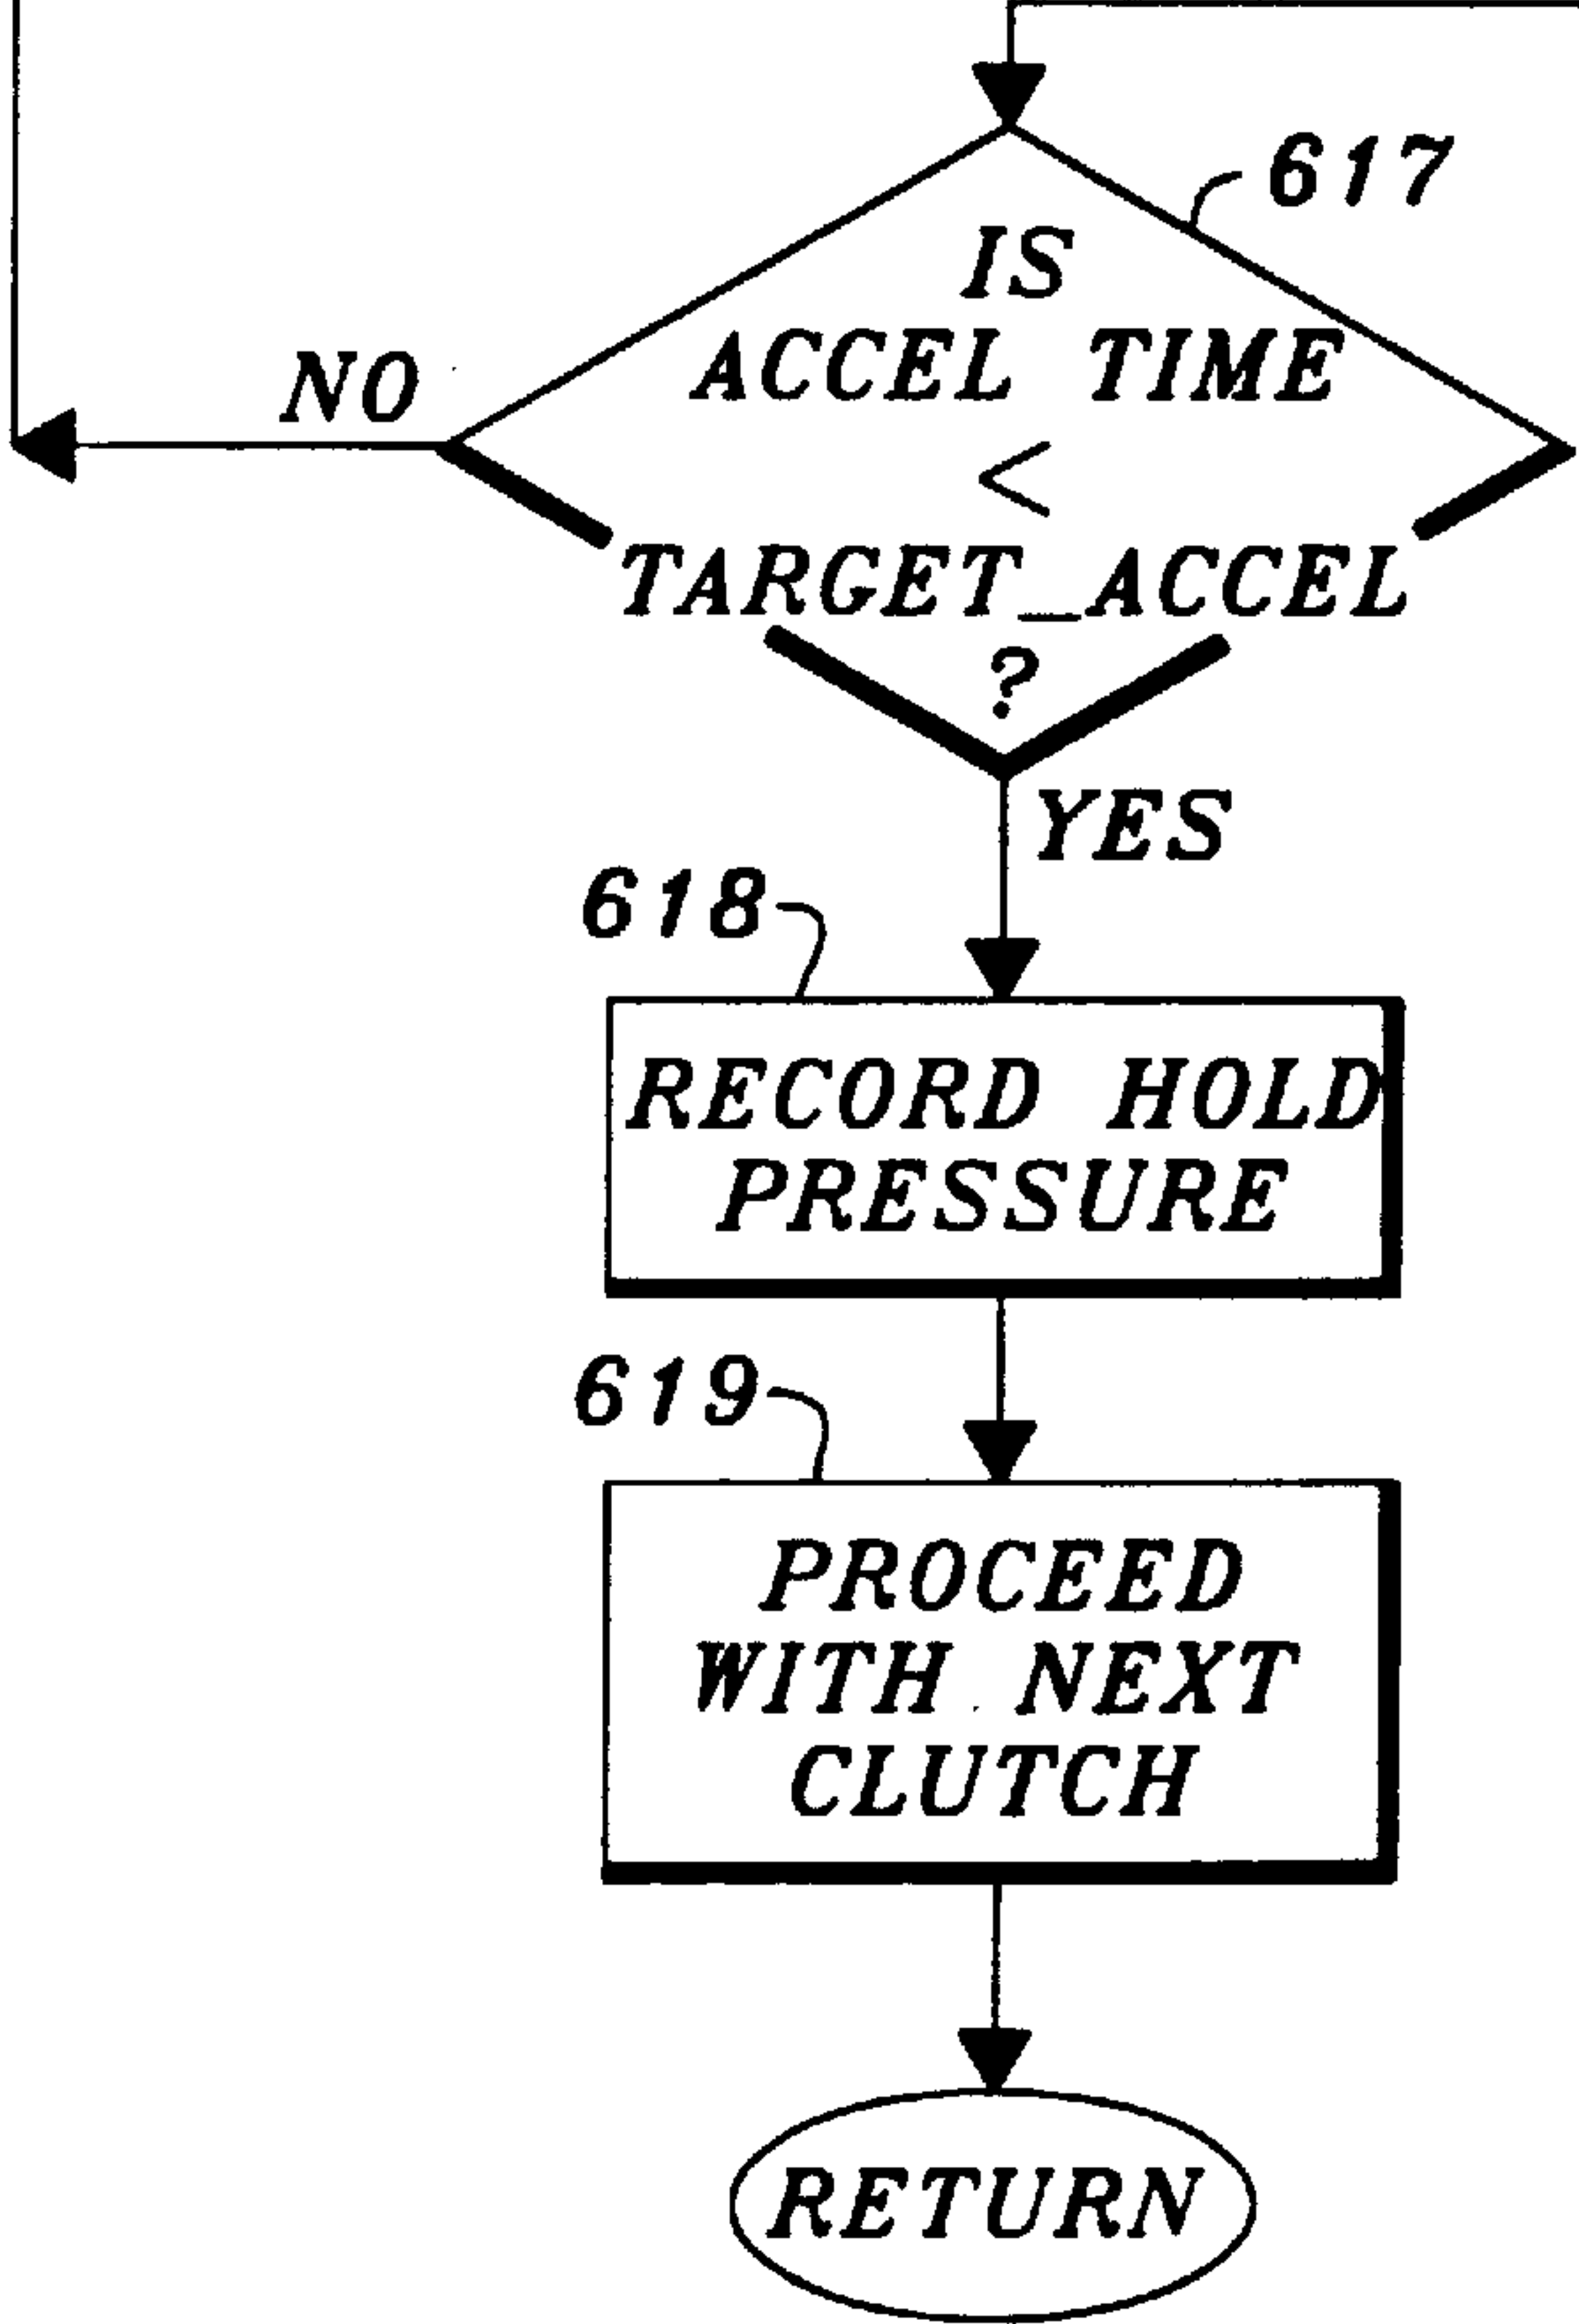 617
IS
ACCEL TIME
NO
<
TARGET_ACCEL
?
YES
618
RECORD HOLD
PRESSURE
619
PROCEED
WITH NEXT
CLUTCH
RETURN